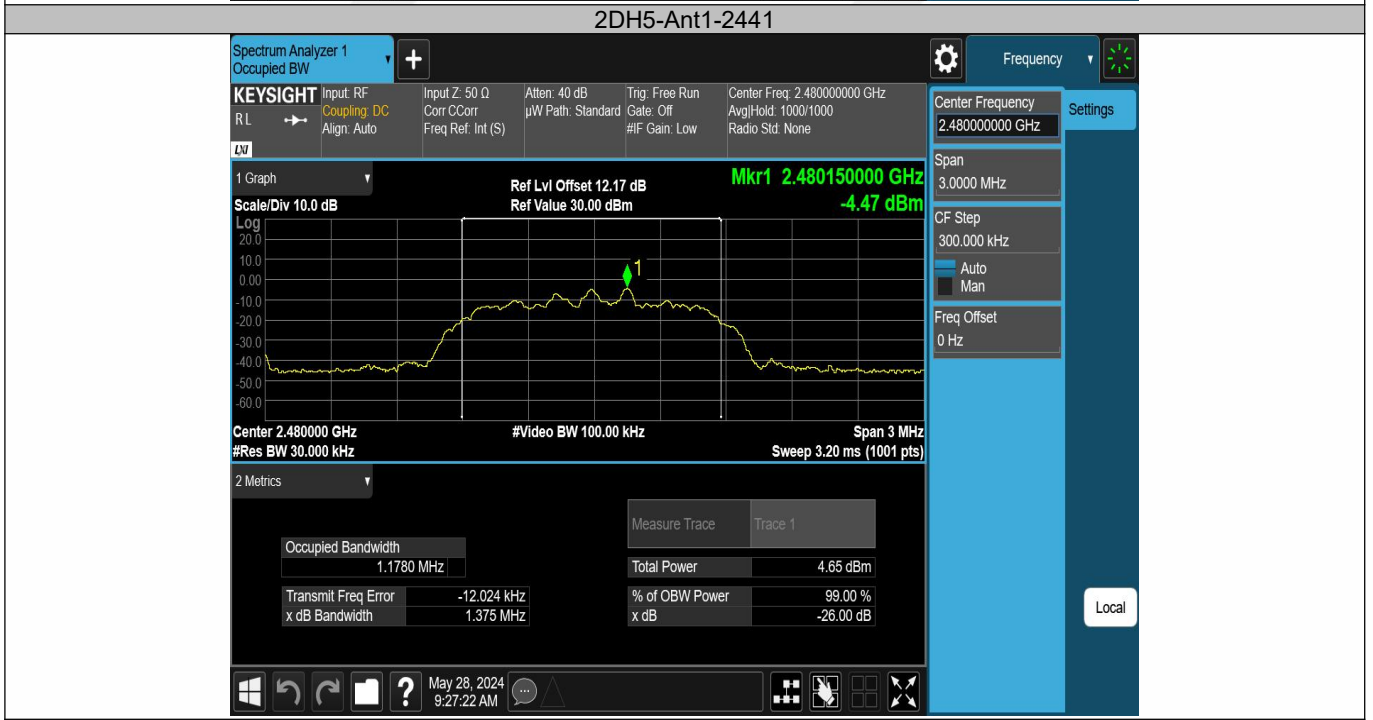 2DH5-Ant1-2441
Spectrum Analyzer 1
Occupied BW
Frequency
KEYSIGHT
R L
LXI
Input: RF
Coupling: DC
Align: Auto
Input Z: 50 Ω
Corr CCorr
Freq Ref: Int (S)
Atten: 40 dB
µW Path: Standard
Trig: Free Run
Gate: Off
#IF Gain: Low
Center Freq: 2.480000000 GHz
Avg|Hold: 1000/1000
Radio Std: None
Center Frequency
2.480000000 GHz
Settings
Span
3.0000 MHz
CF Step
300.000 kHz
Auto
Man
Freq Offset
0 Hz
Local
1 Graph
Ref Lvl Offset 12.17 dB
Mkr1 2.480150000 GHz
Scale/Div 10.0 dB
Ref Value 30.00 dBm
-4.47 dBm
Log
20.0
10.0
0.00
-10.0
-20.0
-30.0
-40.0
-50.0
-60.0
1
Center 2.480000 GHz
#Video BW 100.00 kHz
Span 3 MHz
#Res BW 30.000 kHz
Sweep 3.20 ms (1001 pts)
2 Metrics
Measure Trace
Trace 1
Occupied Bandwidth
1.1780 MHz
Total Power
4.65 dBm
Transmit Freq Error
-12.024 kHz
% of OBW Power
99.00 %
x dB Bandwidth
1.375 MHz
x dB
-26.00 dB
?
May 28, 2024
9:27:22 AM